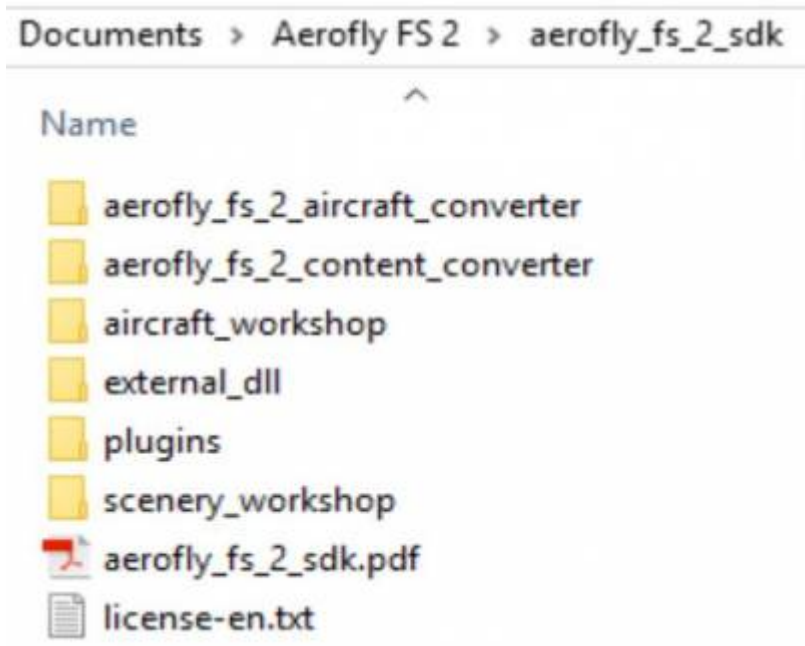 Documents > Aerofly FS 2 > aerofly_fs_2_sdk
Name
aerofly_fs_2_aircraft_converter
aerofly_fs_2_content_converter
aircraft_workshop
external_dll
plugins
scenery_workshop
aerofly_fs_2_sdk.pdf
license-en.txt